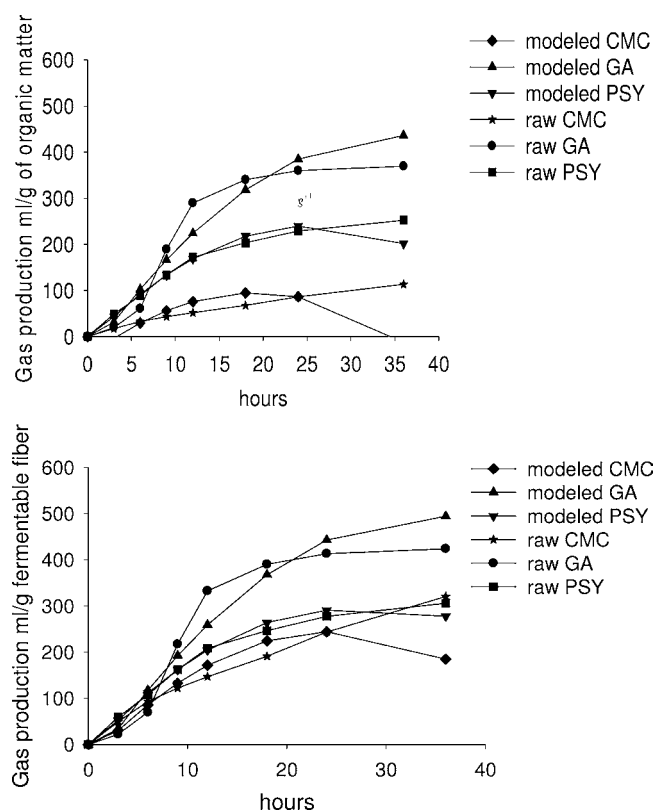 Gas production ml/g of organic matter
600
500
400
300
200
100
0
0 5 10 15 20 25 30 35 40
hours
g⁻¹
modeled CMC
modeled GA
modeled PSY
raw CMC
raw GA
raw PSY
Gas production ml/g fermentable fiber
600
500
400
300
200
100
0
0 10 20 30 40
hours
modeled CMC
modeled GA
modeled PSY
raw CMC
raw GA
raw PSY